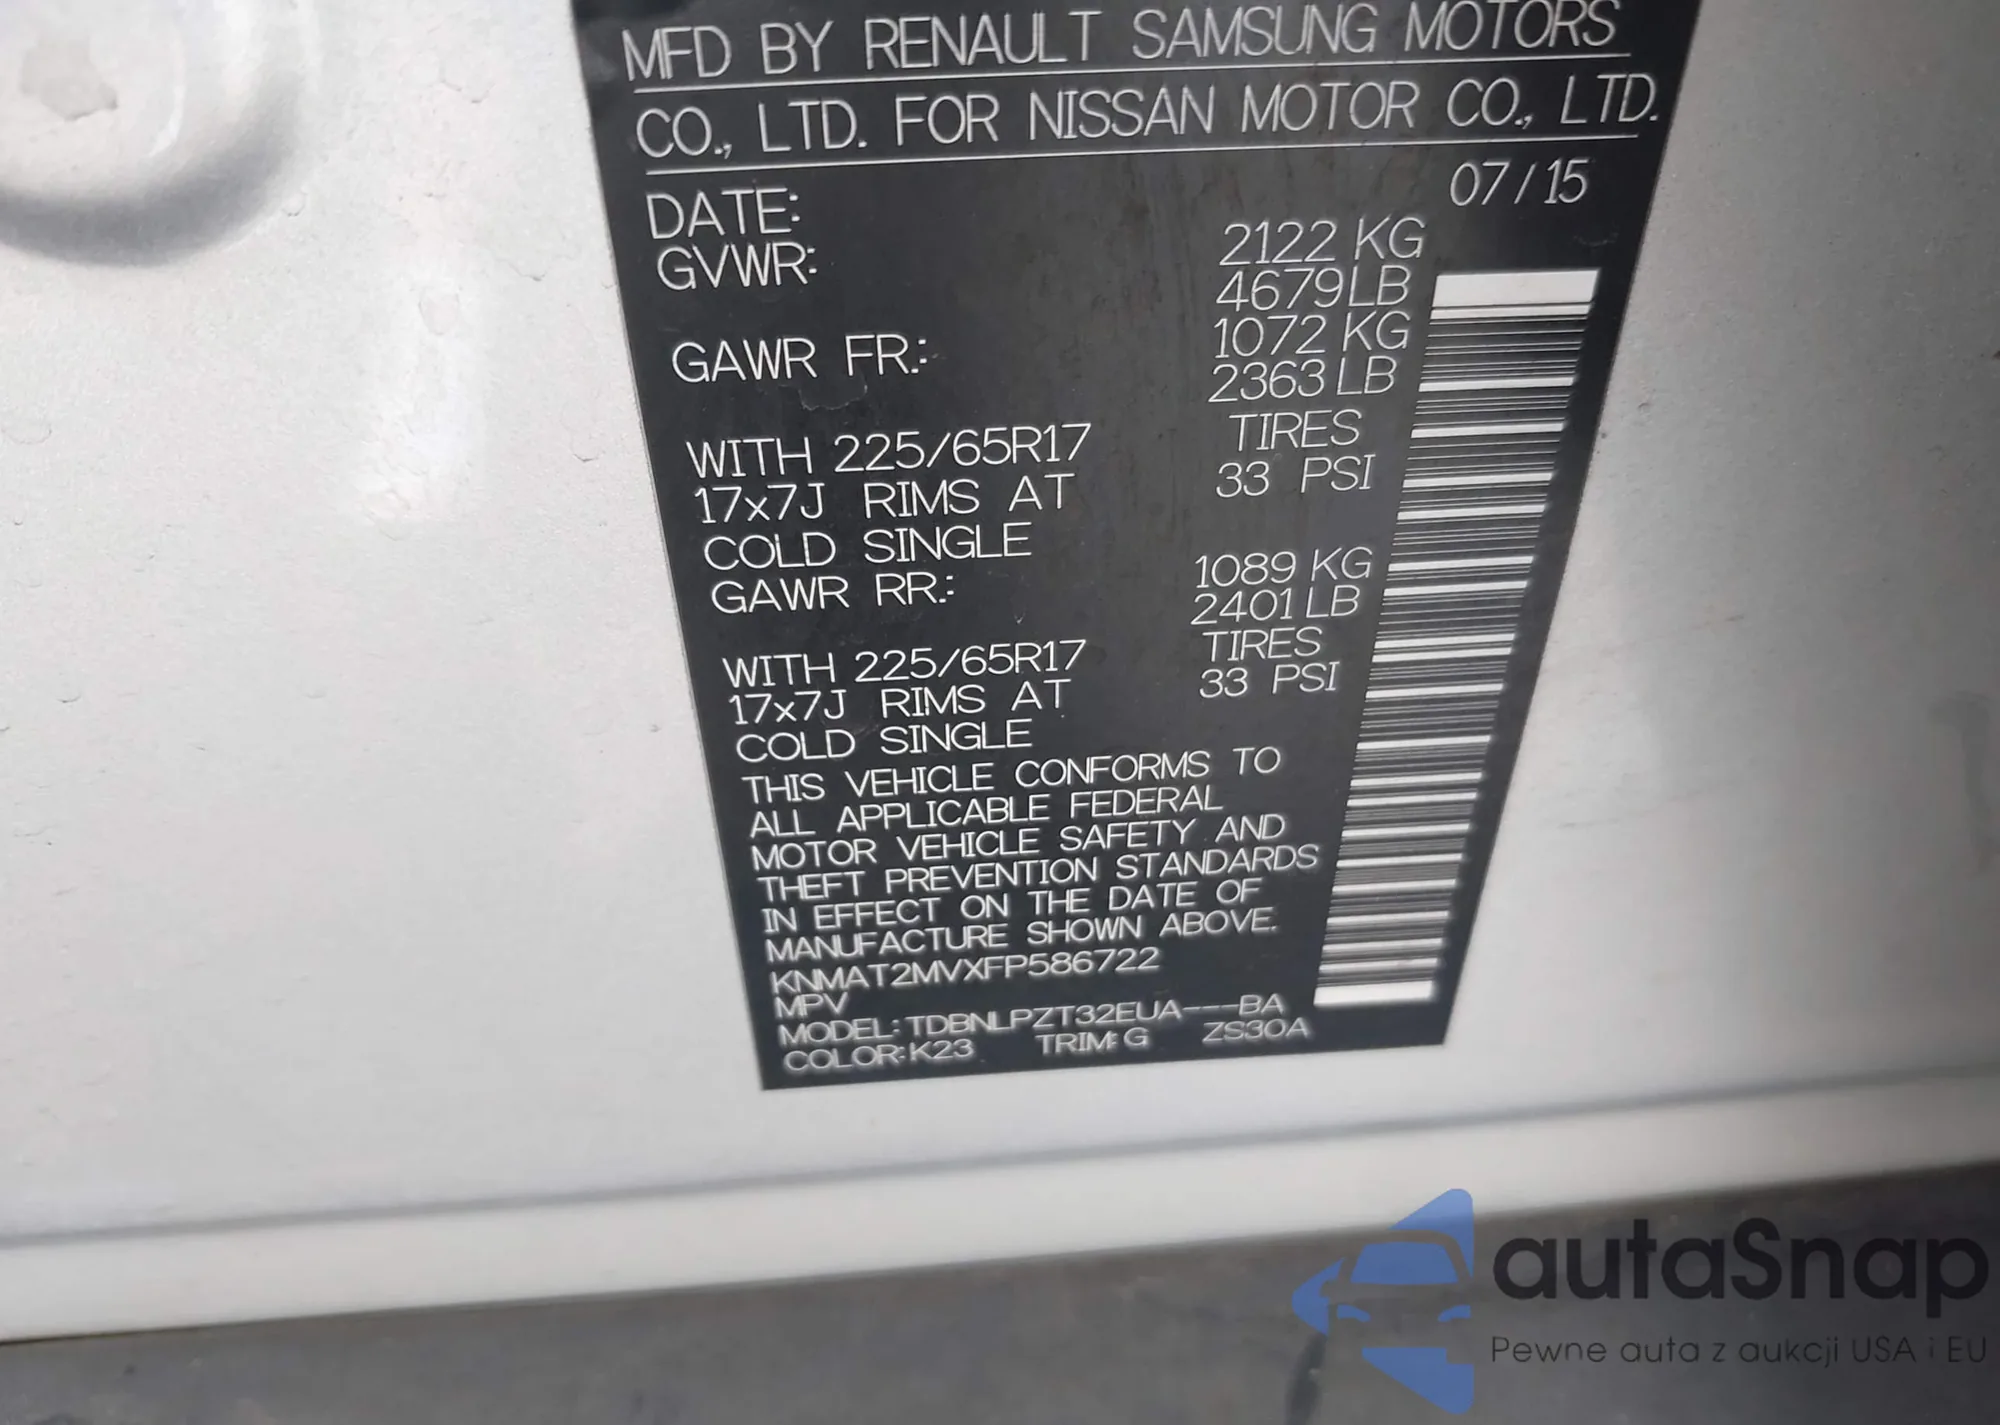 MFD BY RENAULT SAMSUNG MOTORS
CO., LTD. FOR NISSAN MOTOR CO., LTD.
DATE: 07/15
GVWR: 2122 KG
4679LB
GAWR FR.: 1072 KG
2363 LB
WITH 225/65R17 TIRES
17x7J RIMS AT 33 PSI
COLD SINGLE
GAWR RR.: 1089 KG
2401 LB
WITH 225/65R17 TIRES
17x7J RIMS AT 33 PSI
COLD SINGLE
THIS VEHICLE CONFORMS TO
ALL APPLICABLE FEDERAL
MOTOR VEHICLE SAFETY AND
THEFT PREVENTION STANDARDS
IN EFFECT ON THE DATE OF
MANUFACTURE SHOWN ABOVE.
KNMAT2MVXFP586722
MPV
MODEL: TDBNLPZT32EUA---BA
COLOR: K23 TRIM: G ZS30A
autaSnap
Pewne auta z aukcji USA i EU